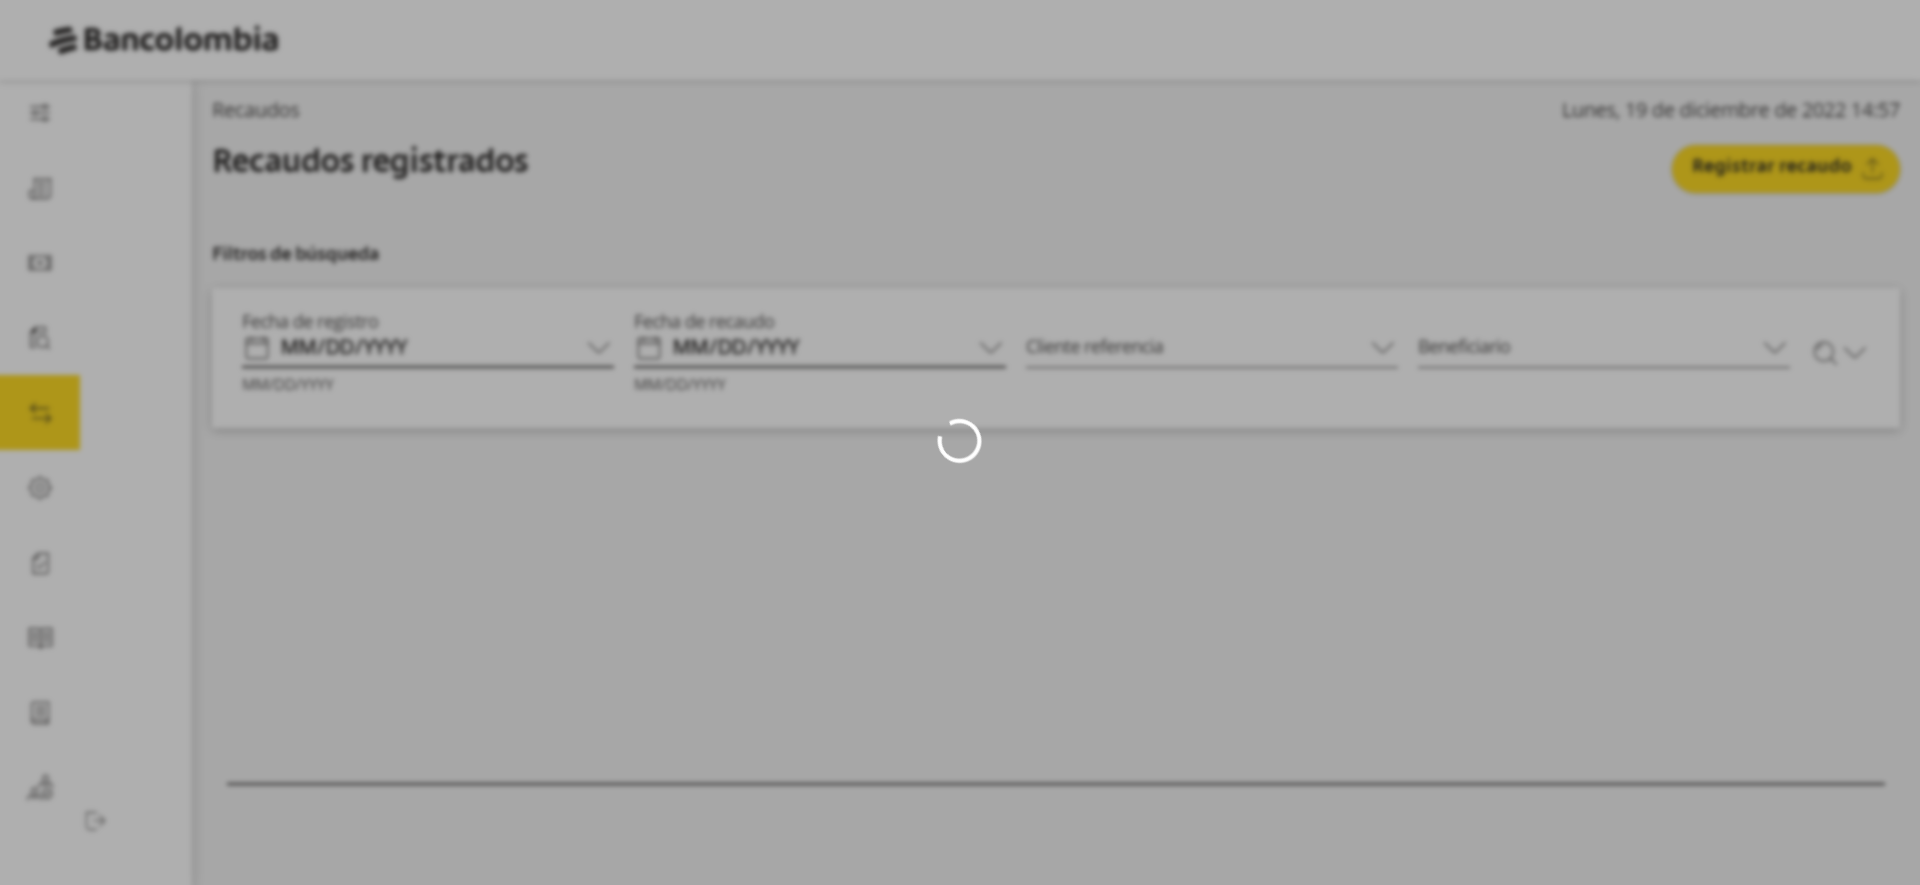 Bancolombia
Recaudos
Lunes, 19 de diciembre de 2022 14:57
Recaudos registrados
Registrar recaudo
Filtros de búsqueda
Fecha de registro
MM/DD/YYYY
MM/DD/YYYY
Fecha de recaudo
MM/DD/YYYY
MM/DD/YYYY
Cliente referencia
Beneficiario